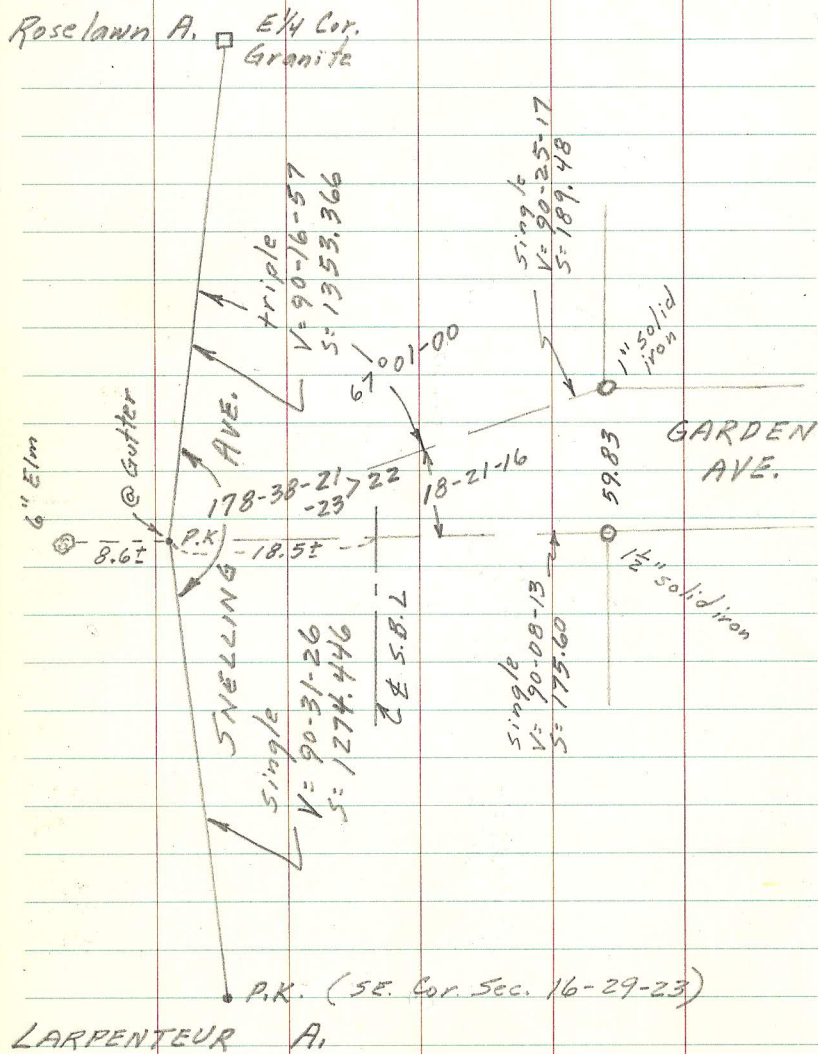 Roselawn A.
E 1/4 Cor.
Granite
triple
V= 90-16-57
S= 1353.366
single
V= 90-25-17
S= 189.48
67°01-00
1" solid
iron
GARDEN
AVE.
59.83
6" Elm
@ Gutter
178-38-21
-23 > 22
18-21-16
8.6±
P.K.
18.5±
SNELLING AVE.
1½" solid iron
single
V= 90-31-26
S= 1274.446
℄ S.B.L
single
V= 90-08-13
S= 175.60
P.K. (SE. Cor. Sec. 16-29-23)
LARPENTEUR A.